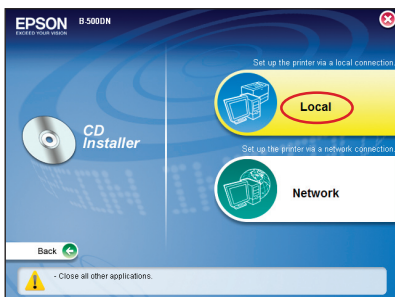 EPSON B-500DN
EXCEED YOUR VISION
Set up the printer via a local connection.
Local
CD
Installer
Set up the printer via a network connection.
Network
Back
- Close all other applications.